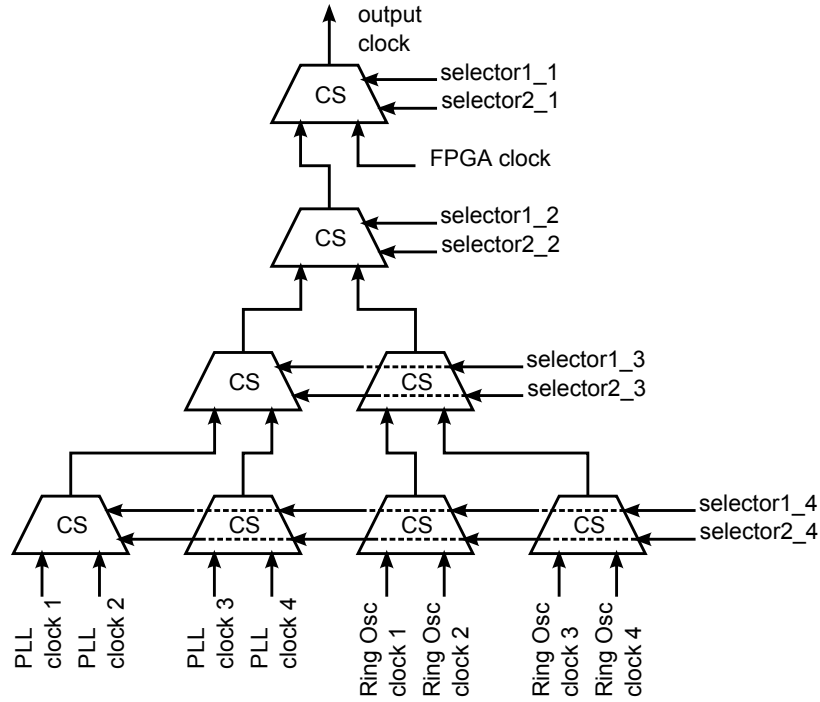 output
clock
selector1_1
CS
selector2_1
FPGA clock
selector1_2
CS
selector2_2
selector1_3
CS
CS
selector2_3
selector1_4
CS
CS
CS
CS
selector2_4
PLL
clock 1
PLL
clock 2
PLL
clock 3
PLL
clock 4
Ring Osc
clock 1
Ring Osc
clock 2
Ring Osc
clock 3
Ring Osc
clock 4